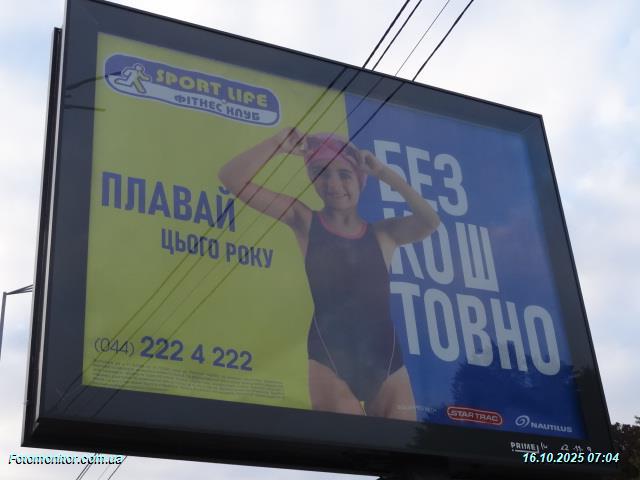 SPORT LIFE
ФІТНЕС КЛУБ
ПЛАВАЙ
ЦЬОГО РОКУ
БЕЗ
КОШ
ТОВНО
(044) 222 4 222
STAR TRAC
NAUTILUS
PRIME
Fotomonitor.com.ua
16.10.2025 07:04